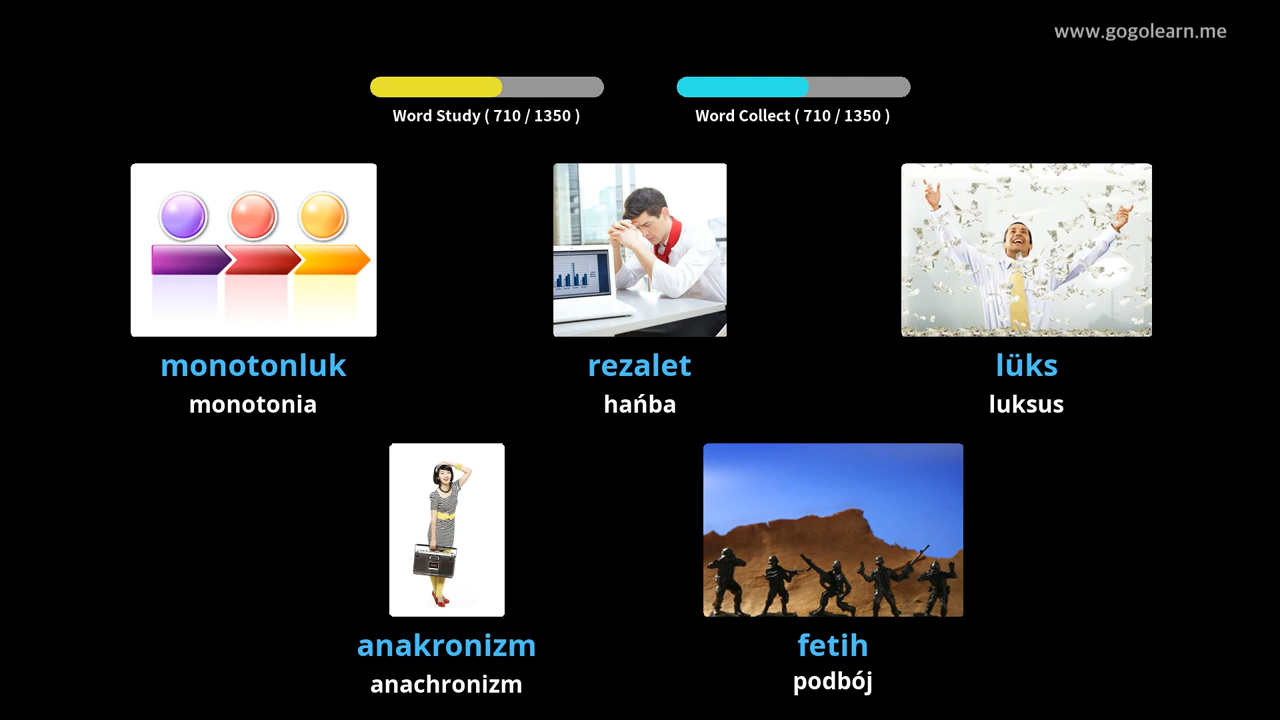 www.gogolearn.me
Word Study ( 710 / 1350 )
Word Collect ( 710 / 1350 )
monotonluk
monotonia
rezalet
hańba
lüks
luksus
anakronizm
anachronizm
fetih
podbój